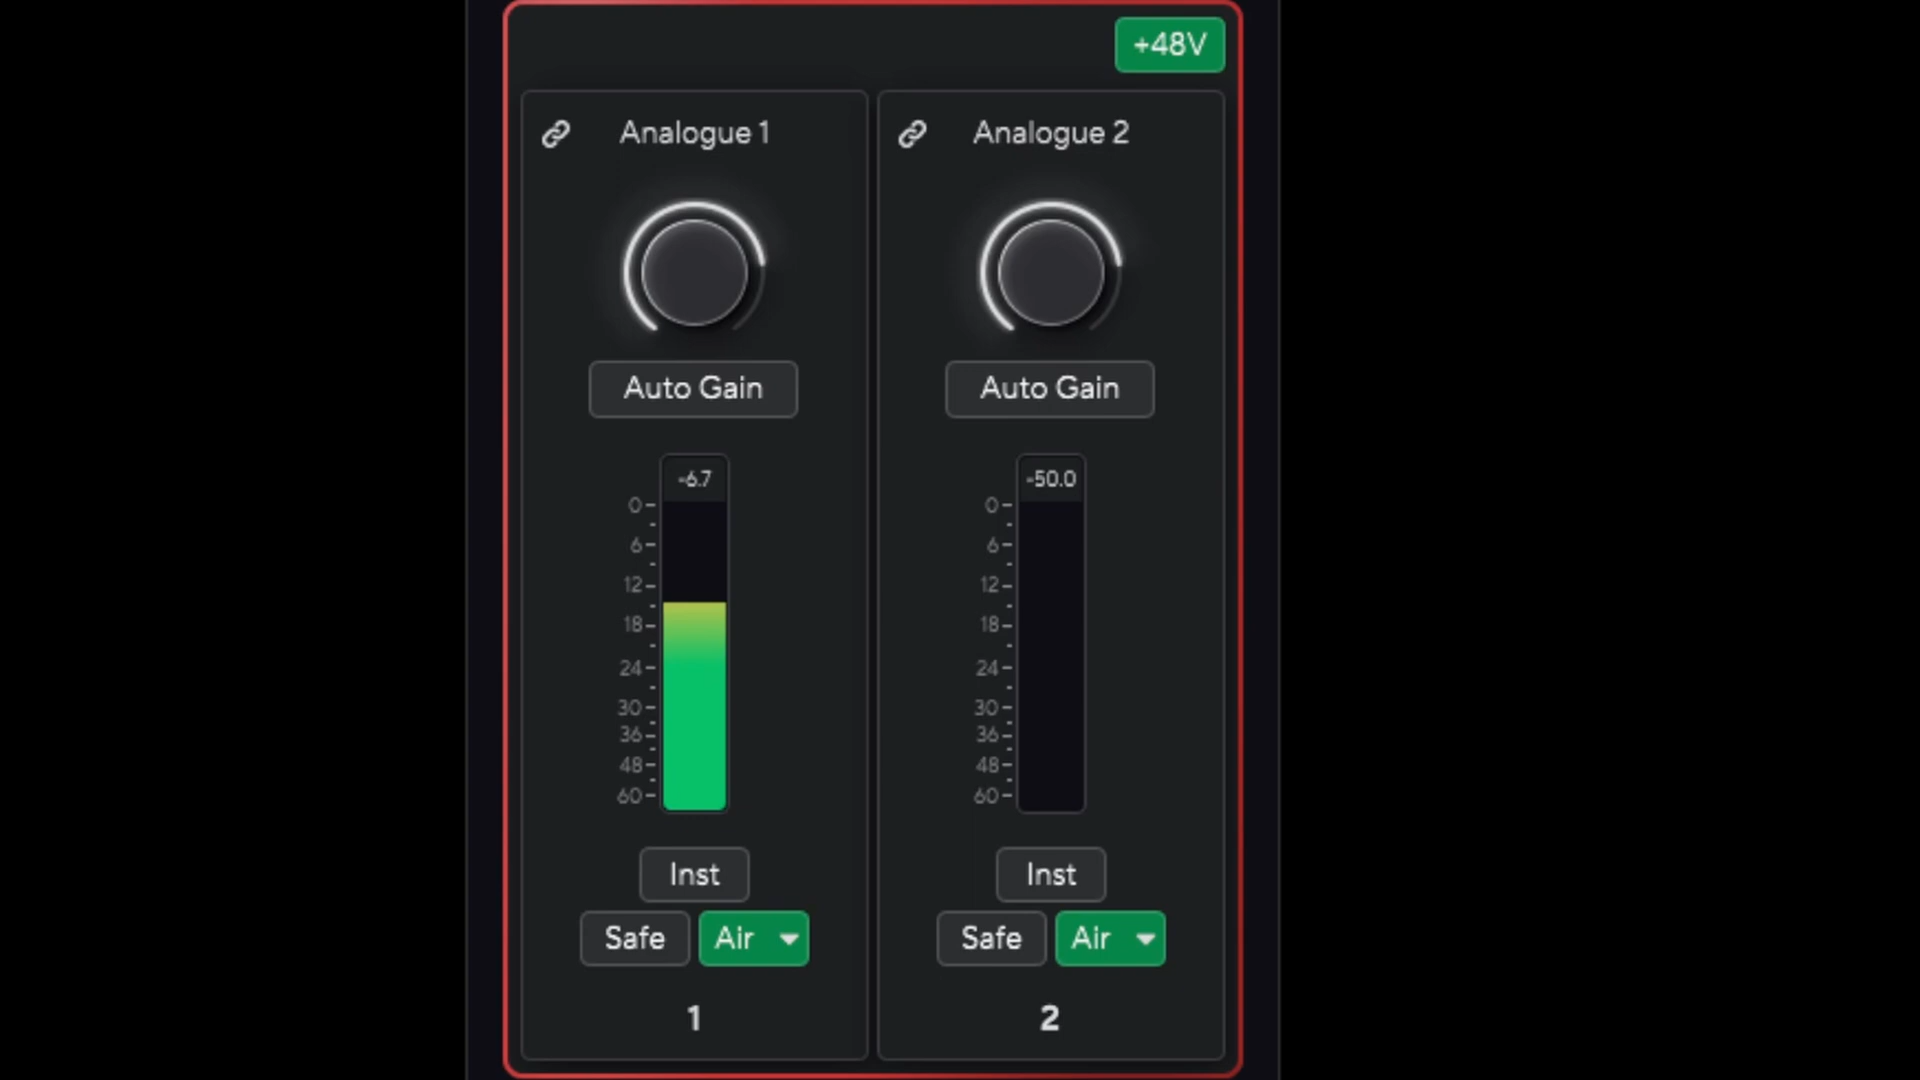 +48V
Analogue 1
Analogue 2
Auto Gain
Auto Gain
-6.7
0
6
12
18
24
30
36
48
60
-50.0
0
6
12
18
24
30
36
48
60
Inst
Inst
Safe Air
Safe Air
1
2